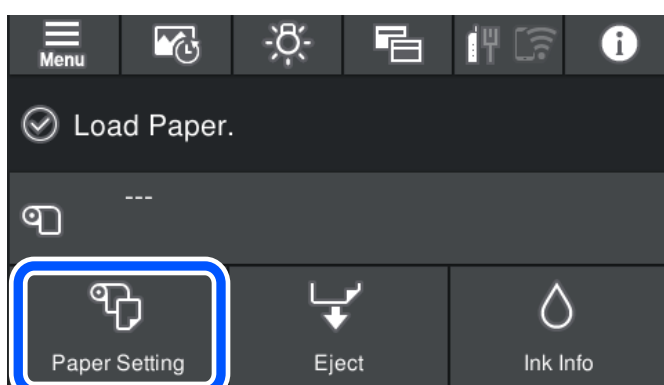 Menu
Load Paper.
---
Paper Setting
Eject
Ink Info